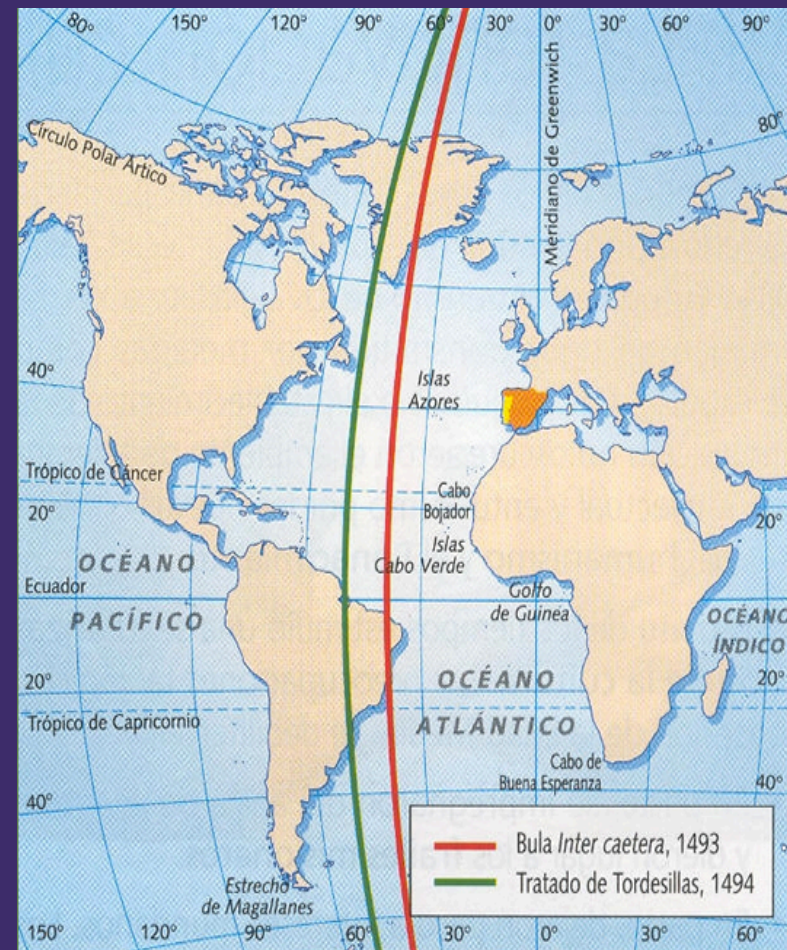 80°
150°
120°
90°
60°
30°
0°
30°
60°
90°
Meridiano de Greenwich
80°
Círculo Polar Ártico
40°
Islas
Azores
Trópico de Cáncer
20°
Cabo
Bojador
20°
Islas
Cabo Verde
OCÉANO
PACÍFICO
Ecuador
Golfo
de Guinea
OCÉANO
ÍNDICO
20°
Trópico de Capricornio
OCÉANO
ATLÁNTICO
20°
Cabo de
Buena Esperanza
40°
40°
Estrecho
de Magallanes
Bula Inter caetera, 1493
Tratado de Tordesillas, 1494
150°
120°
90°
60°
30°
0°
30°
60°